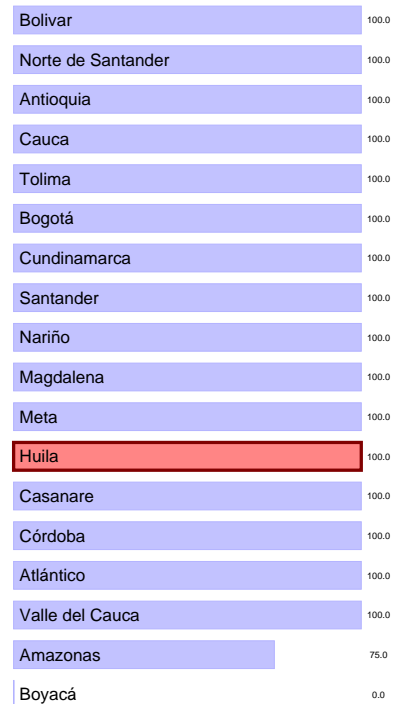 Bolivar 100.0
Norte de Santander 100.0
Antioquia 100.0
Cauca 100.0
Tolima 100.0
Bogotá 100.0
Cundinamarca 100.0
Santander 100.0
Nariño 100.0
Magdalena 100.0
Meta 100.0
Huila 100.0
Casanare 100.0
Córdoba 100.0
Atlántico 100.0
Valle del Cauca 100.0
Amazonas 75.0
Boyacá 0.0